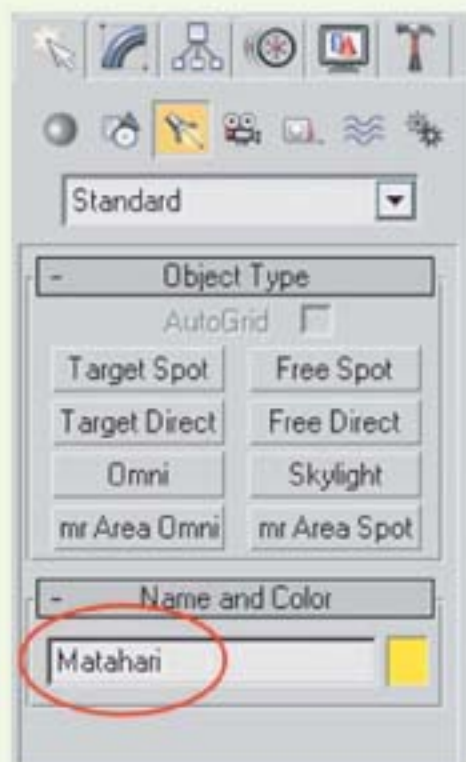 Standard
- Object Type
AutoGrid
Target Spot Free Spot
Target Direct Free Direct
Omni Skylight
mr Area Omni mr Area Spot
- Name and Color
Matahari